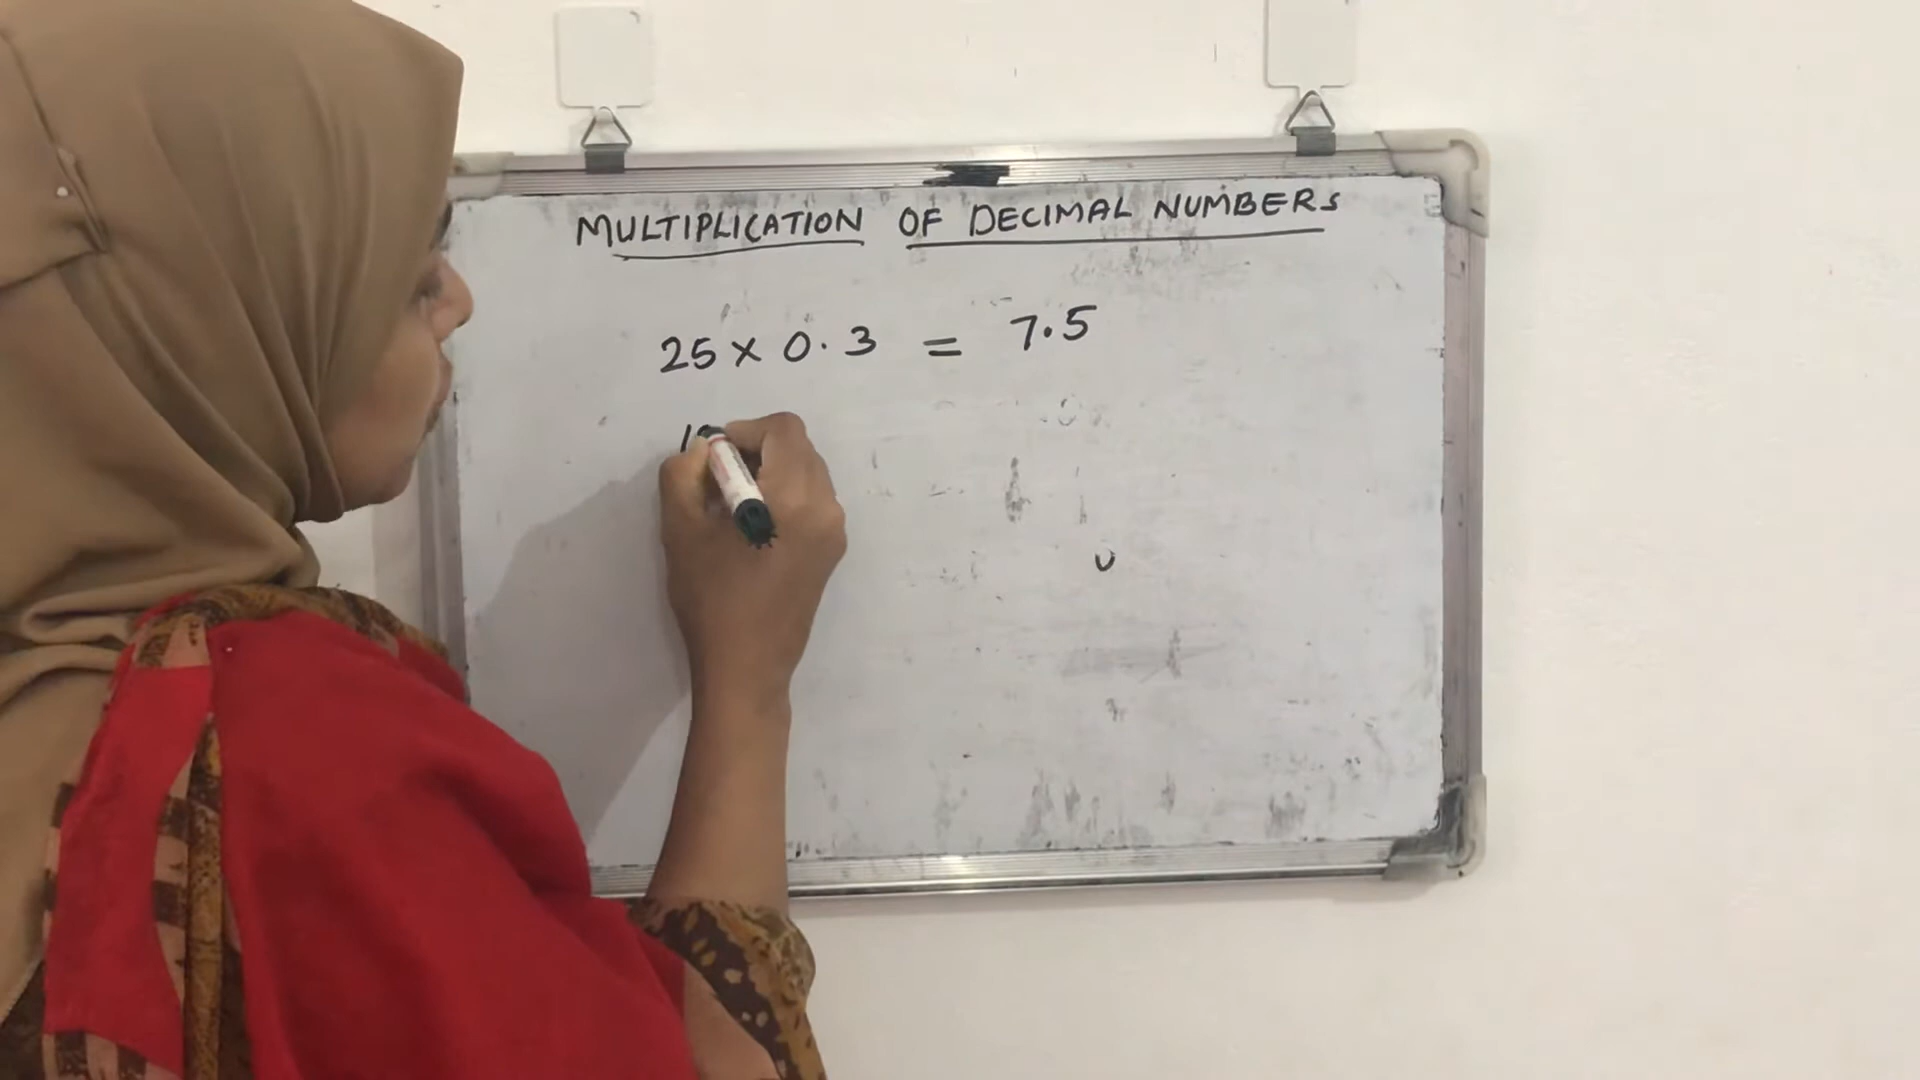 MULTIPLICATION OF DECIMAL NUMBERS
25 × 0.3 = 7.5